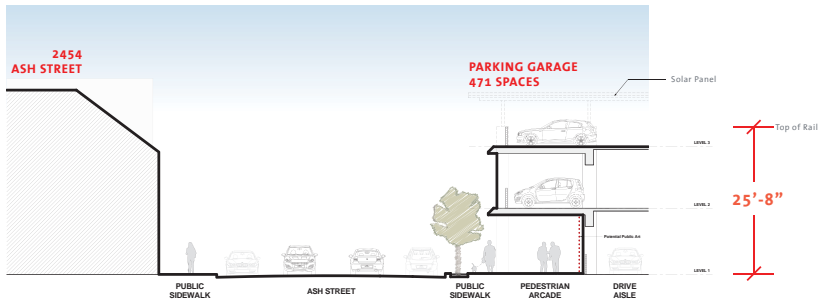 2454
ASH STREET
PARKING GARAGE
471 SPACES
Solar Panel
Top of Rail
LEVEL 3
25'-8”
LEVEL 2
Potential Public Art
LEVEL 1
PUBLIC
SIDEWALK
ASH STREET
PUBLIC
SIDEWALK
PEDESTRIAN
ARCADE
DRIVE
AISLE